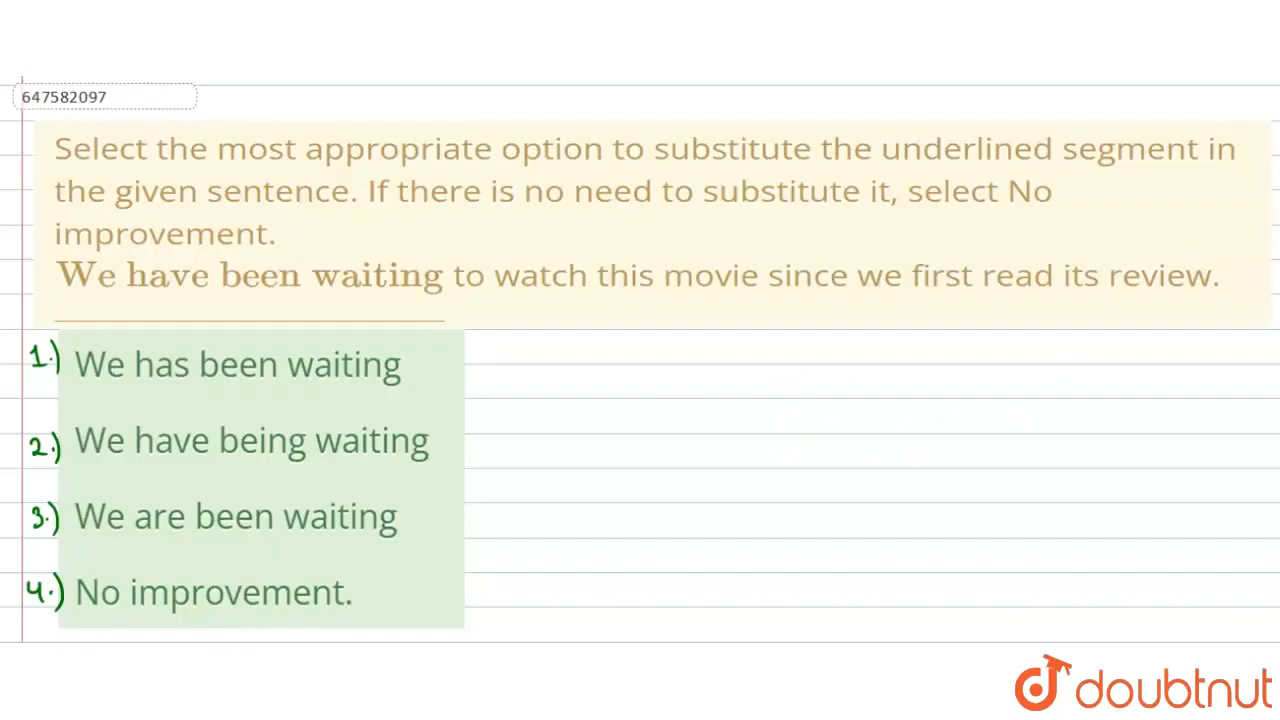 647582097
Select the most appropriate option to substitute the underlined segment in
the given sentence. If there is no need to substitute it, select No
improvement.
We have been waiting to watch this movie since we first read its review.
1.) We has been waiting
2.) We have being waiting
3.) We are been waiting
4.) No improvement.
doubtnut